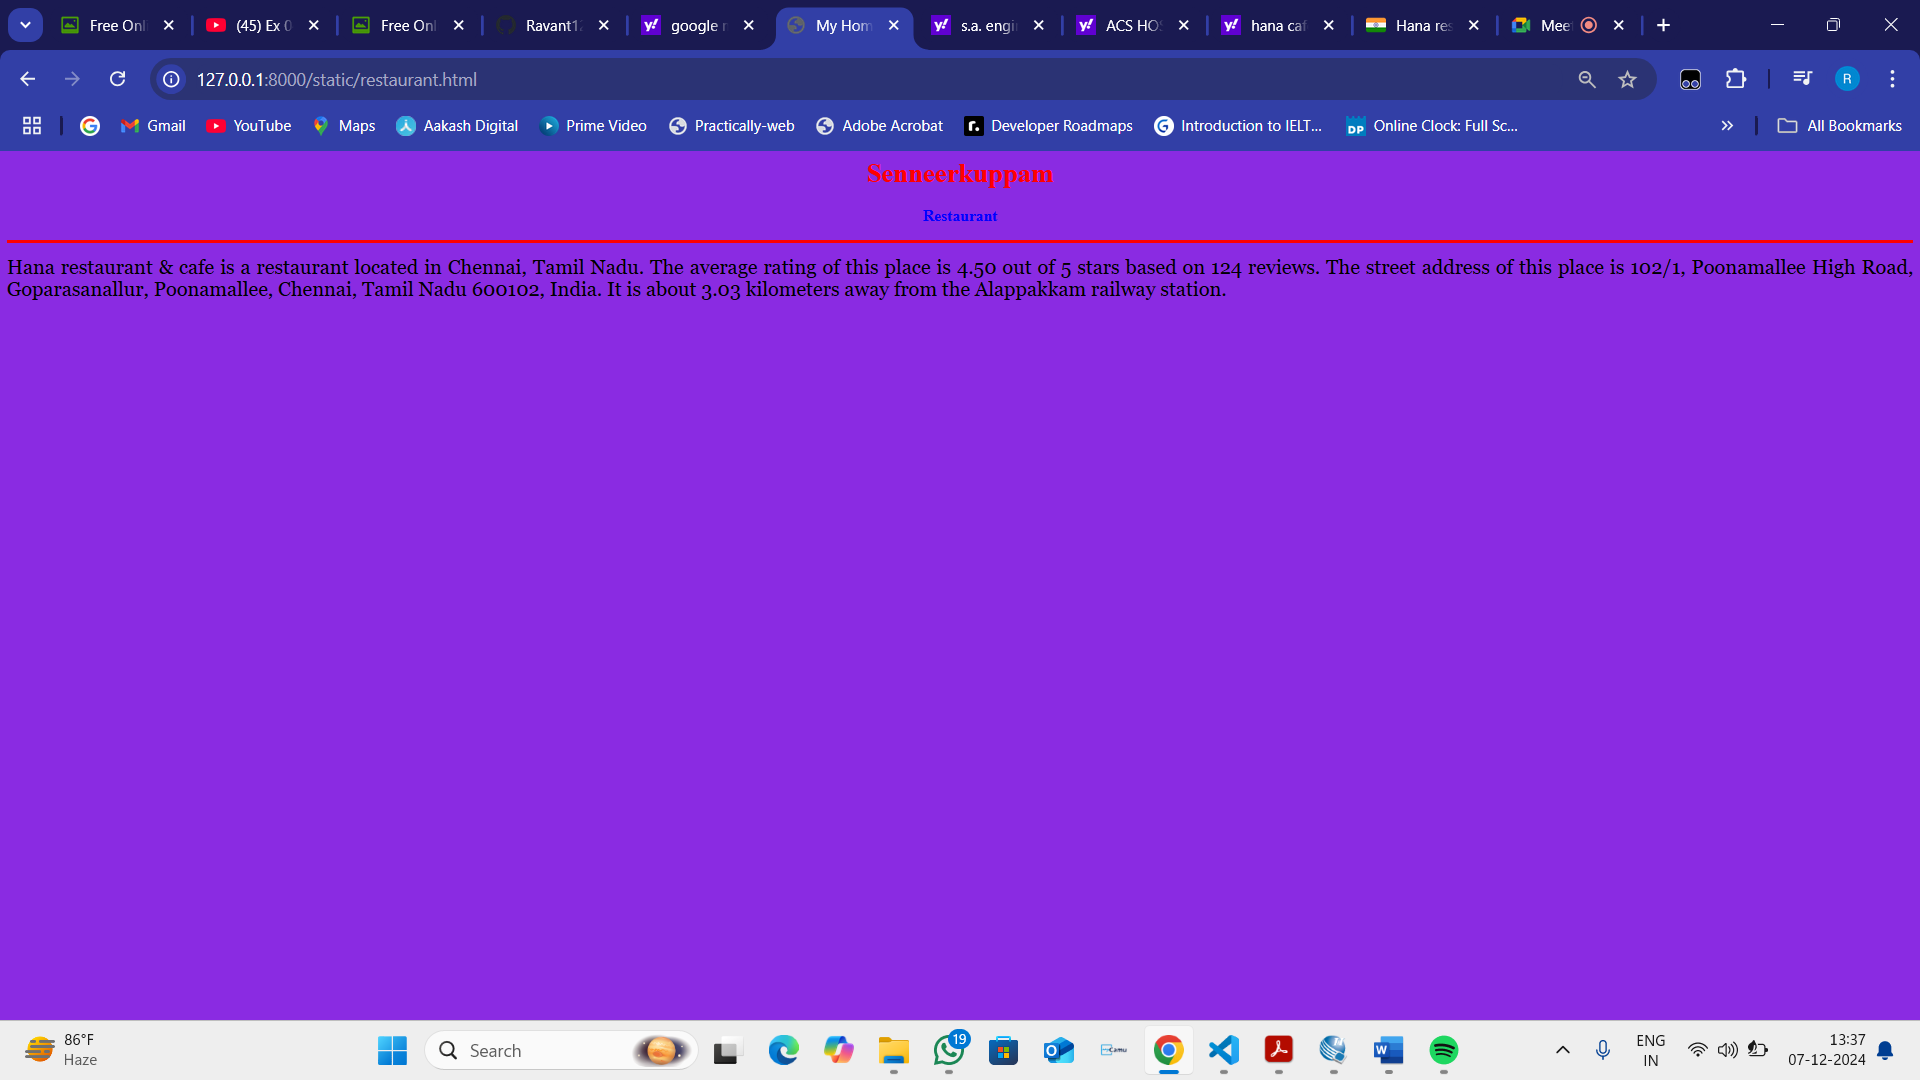 Free Onl
(45) Ex 0
Free Onl
Ravant12
google r
My Hom
s.a. engi
ACS HO
hana caf
Hana res
Meet
127.0.0.1:8000/static/restaurant.html
R
Gmail
YouTube
Maps
Aakash Digital
Prime Video
Practically-web
Adobe Acrobat
Developer Roadmaps
Introduction to IELT...
Online Clock: Full Sc...
All Bookmarks
Senneerkuppam
Restaurant
Hana restaurant & cafe is a restaurant located in Chennai, Tamil Nadu. The average rating of this place is 4.50 out of 5 stars based on 124 reviews. The street address of this place is 102/1, Poonamallee High Road,
Goparasanallur, Poonamallee, Chennai, Tamil Nadu 600102, India. It is about 3.03 kilometers away from the Alappakkam railway station.
86°F
Haze
Search
19
ENG
IN
13:37
07-12-2024